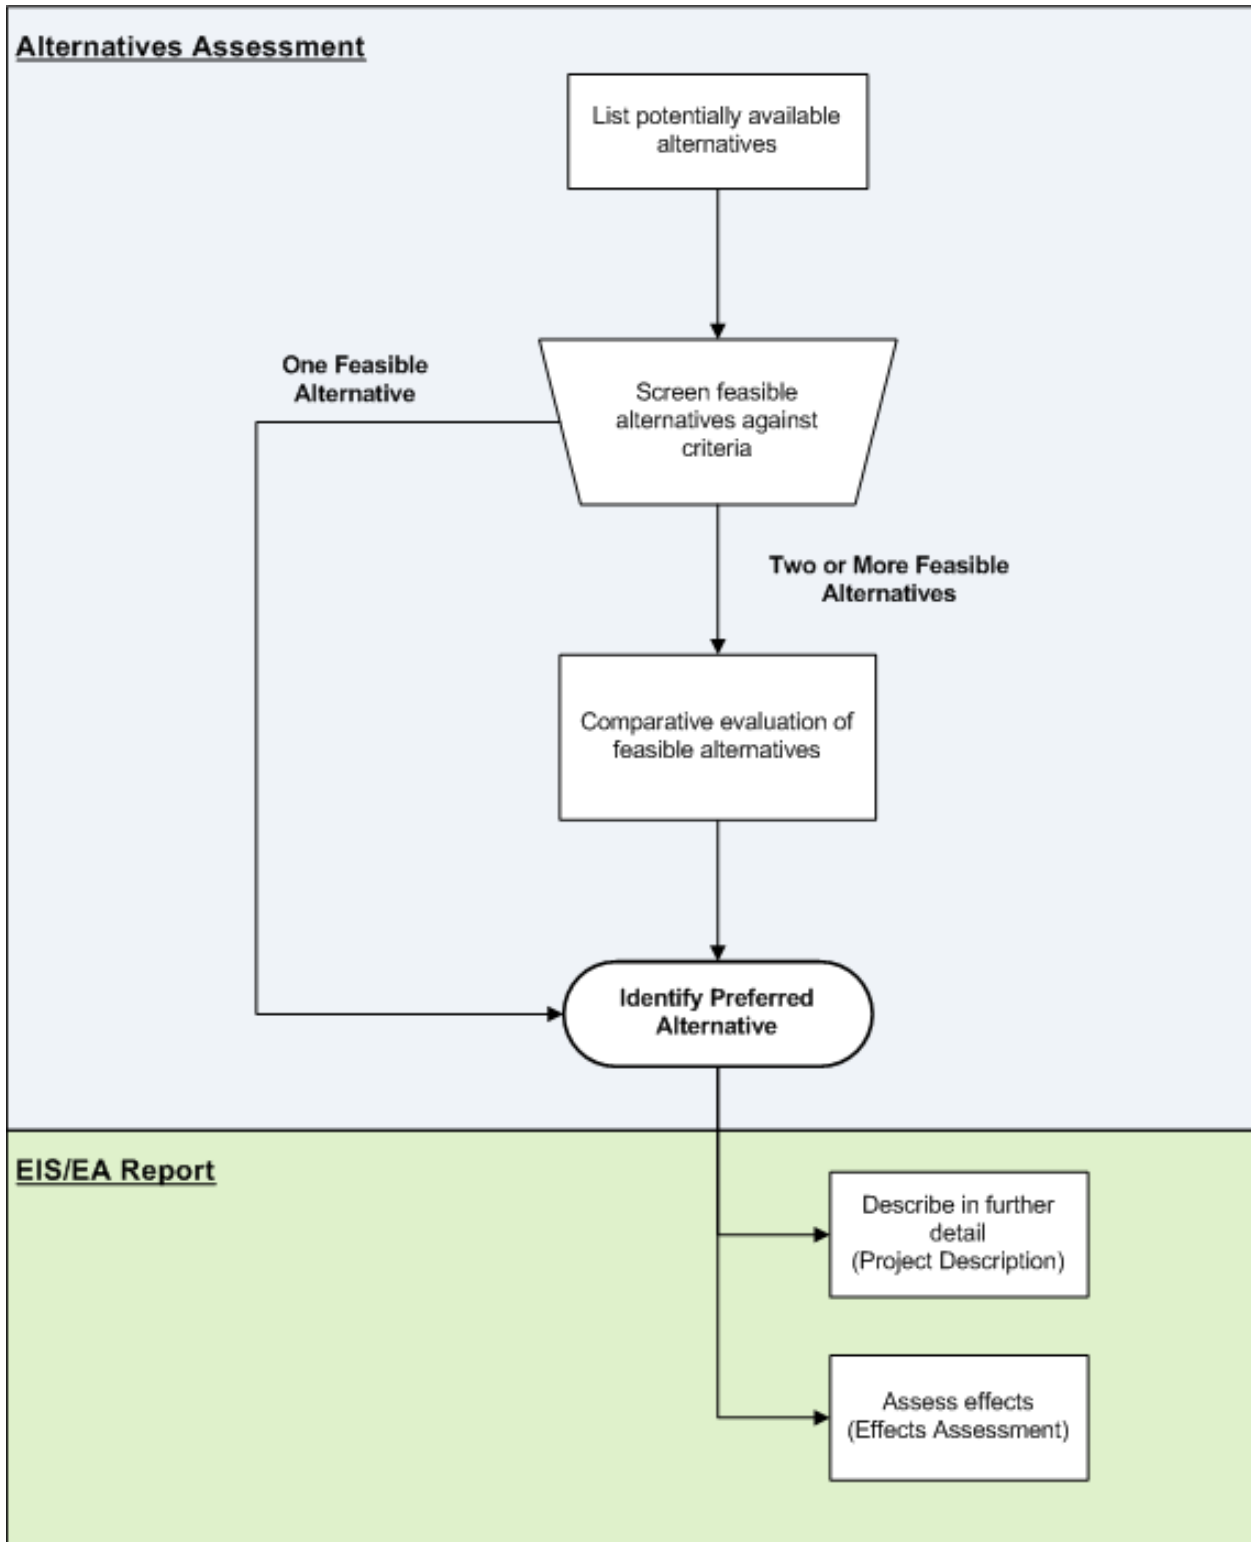 Alternatives Assessment
List potentially available
alternatives
One Feasible
Alternative
Screen feasible
alternatives against
criteria
Two or More Feasible
Alternatives
Comparative evaluation of
feasible alternatives
Identify Preferred
Alternative
EIS/EA Report
Describe in further
detail
(Project Description)
Assess effects
(Effects Assessment)